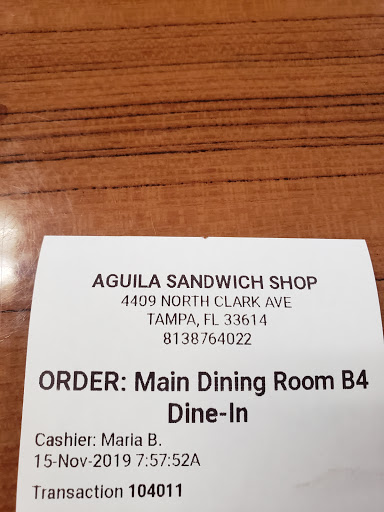 AGUILA SANDWICH SHOP
4409 NORTH CLARK AVE
TAMPA, FL 33614
8138764022
ORDER: Main Dining Room B4
Dine-In
Cashier: Maria B.
15-Nov-2019 7:57:52A
Transaction 104011